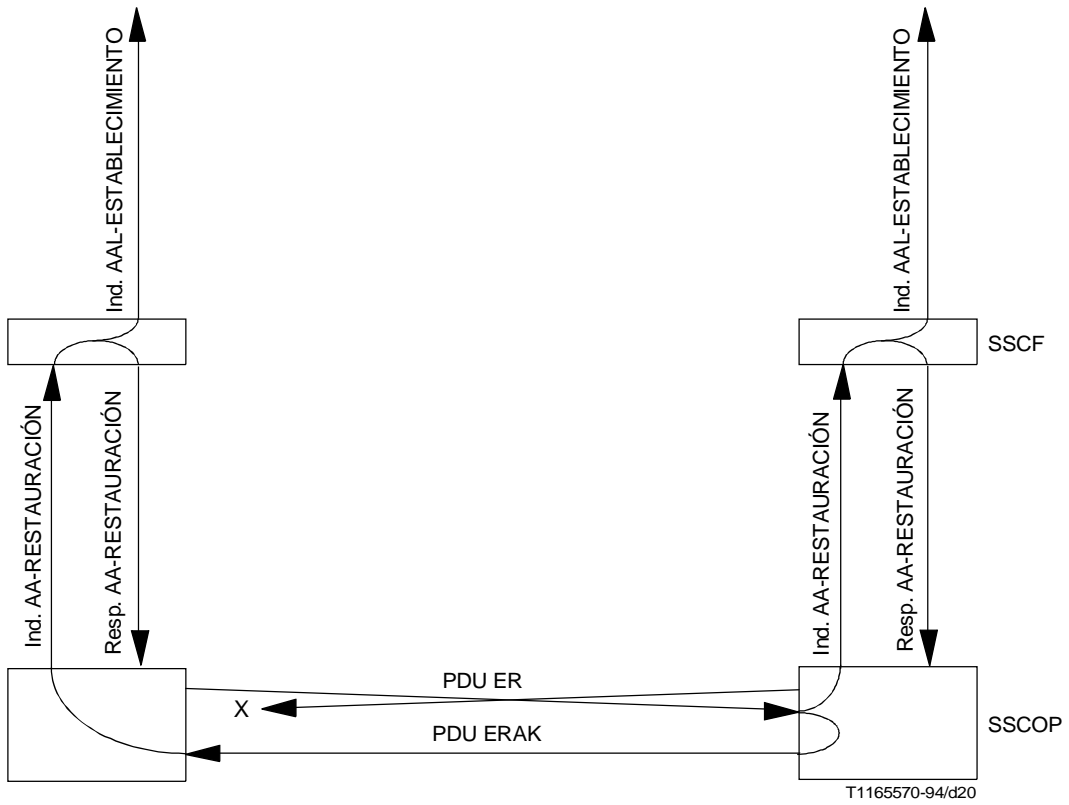 Ind. AAL-ESTABLECIMIENTO
Ind. AAL-ESTABLECIMIENTO
SSCF
Ind. AA-RESTAURACIÓN
Resp. AA-RESTAURACIÓN
Ind. AA-RESTAURACIÓN
Resp. AA-RESTAURACIÓN
PDU ER
X
PDU ERAK
SSCOP
T1165570-94/d20